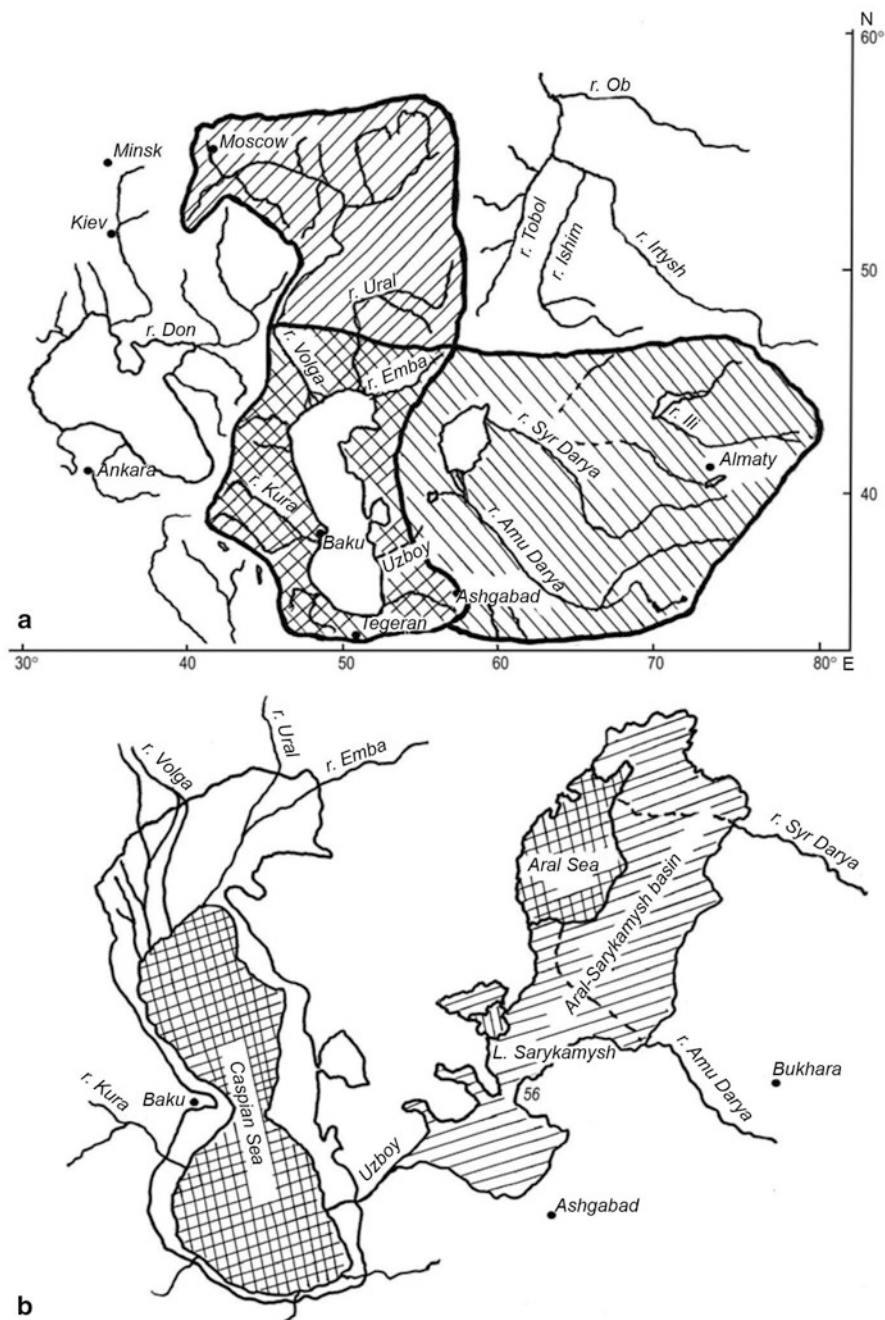 N
60°
r. Ob
Minsk
Moscow
Kiev
r. Tobol
r. Ishim
r. Irtysh
50
r. Ural
r. Don
r. Volga
r. Emba
r. Syr Darya
r. Ili
Almaty
Ankara
40
r. Kura
Baku
Uzboy
r. Amu Darya
Ashgabad
Tegeran
a
30°
40
50
60
70
80°
E
r. Volga
r. Ural
r. Emba
Aral Sea
r. Syr Darya
Aral-Sarykamysh basin
L. Sarykamysh
56
r. Amu Darya
Bukhara
r. Kura
Baku
Caspian Sea
Uzboy
Ashgabad
b